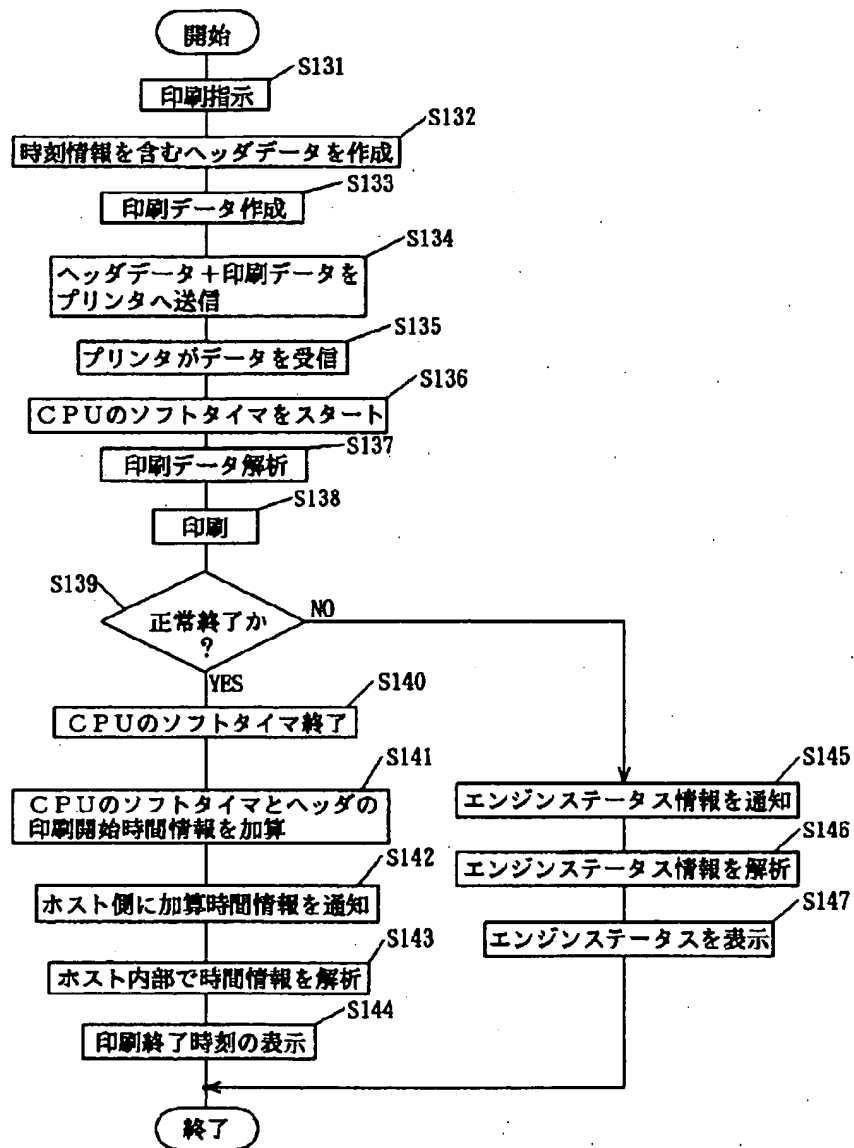 開始
S131
印刷指示
S132
時刻情報を含むヘッダデータを作成
S133
印刷データ作成
S134
ヘッダデータ+印刷データを
プリンタへ送信
S135
プリンタがデータを受信
S136
CPUのソフトタイマをスタート
S137
印刷データ解析
S138
印刷
S139
正常終了か
?
NO
YES
S140
CPUのソフトタイマ終了
S141
CPUのソフトタイマとヘッダの
印刷開始時間情報を加算
S142
ホスト側に加算時間情報を通知
S143
ホスト内部で時間情報を解析
S144
印刷終了時刻の表示
S145
エンジンステータス情報を通知
S146
エンジンステータス情報を解析
S147
エンジンステータスを表示
終了